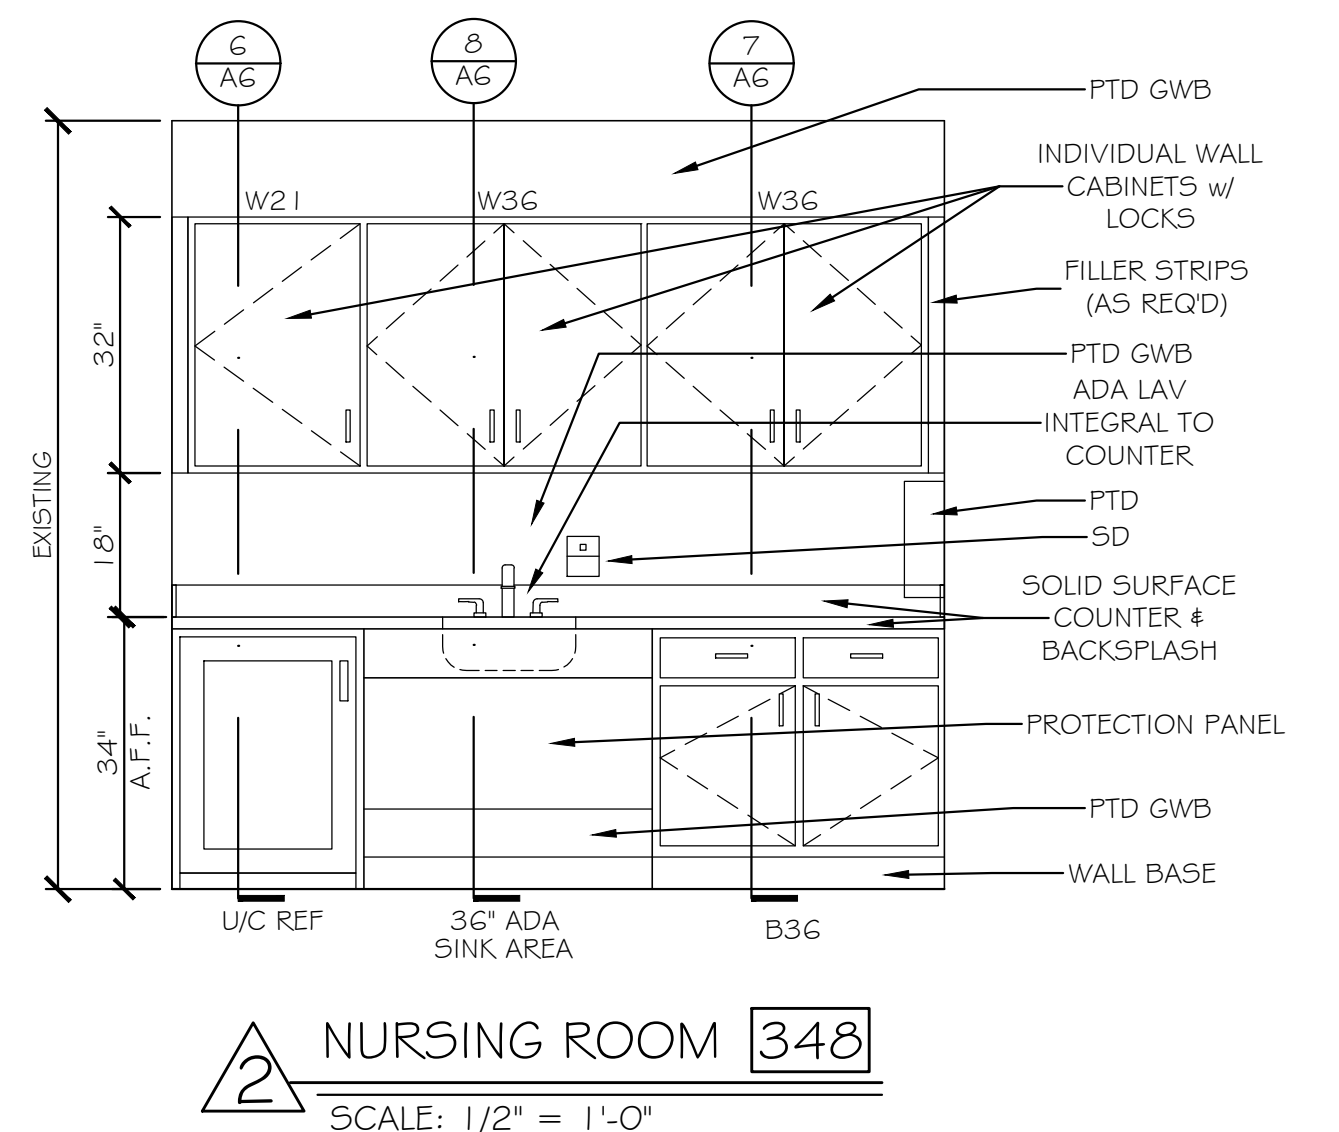 6
A6
8
A6
7
A6
PTD GWB
INDIVIDUAL WALL
CABINETS w/
LOCKS
W21
W36
W36
FILLER STRIPS
(AS REQ'D)
32"
PTD GWB
ADA LAV
INTEGRAL TO
COUNTER
EXISTING
18"
PTD
SD
SOLID SURFACE
COUNTER &
BACKSPLASH
34"
A.F.F.
PROTECTION PANEL
PTD GWB
WALL BASE
U/C REF
36" ADA
SINK AREA
B36
2
NURSING ROOM 348
SCALE: 1/2" = 1'-0"